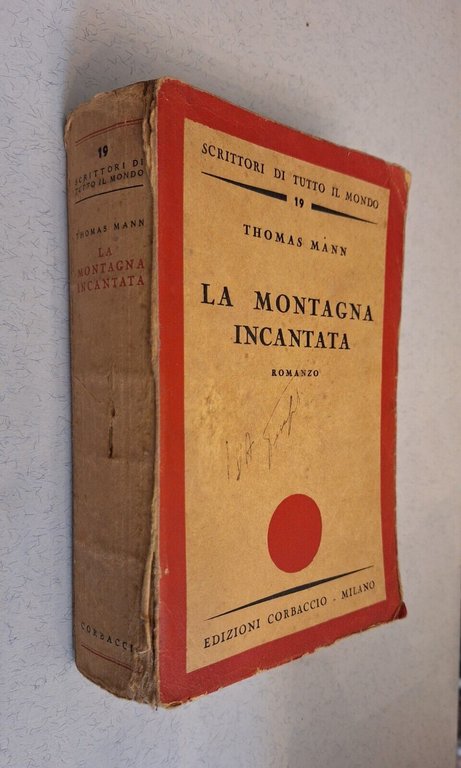 19
SCRITTORI DI
TUTTO IL MONDO
THOMAS MANN
LA
MONTAGNA
INCANTATA
CORBACCIO
SCRITTORI DI TUTTO IL MONDO
19
THOMAS MANN
LA MONTAGNA
INCANTATA
ROMANZO
EDIZIONI CORBACCIO - MILANO